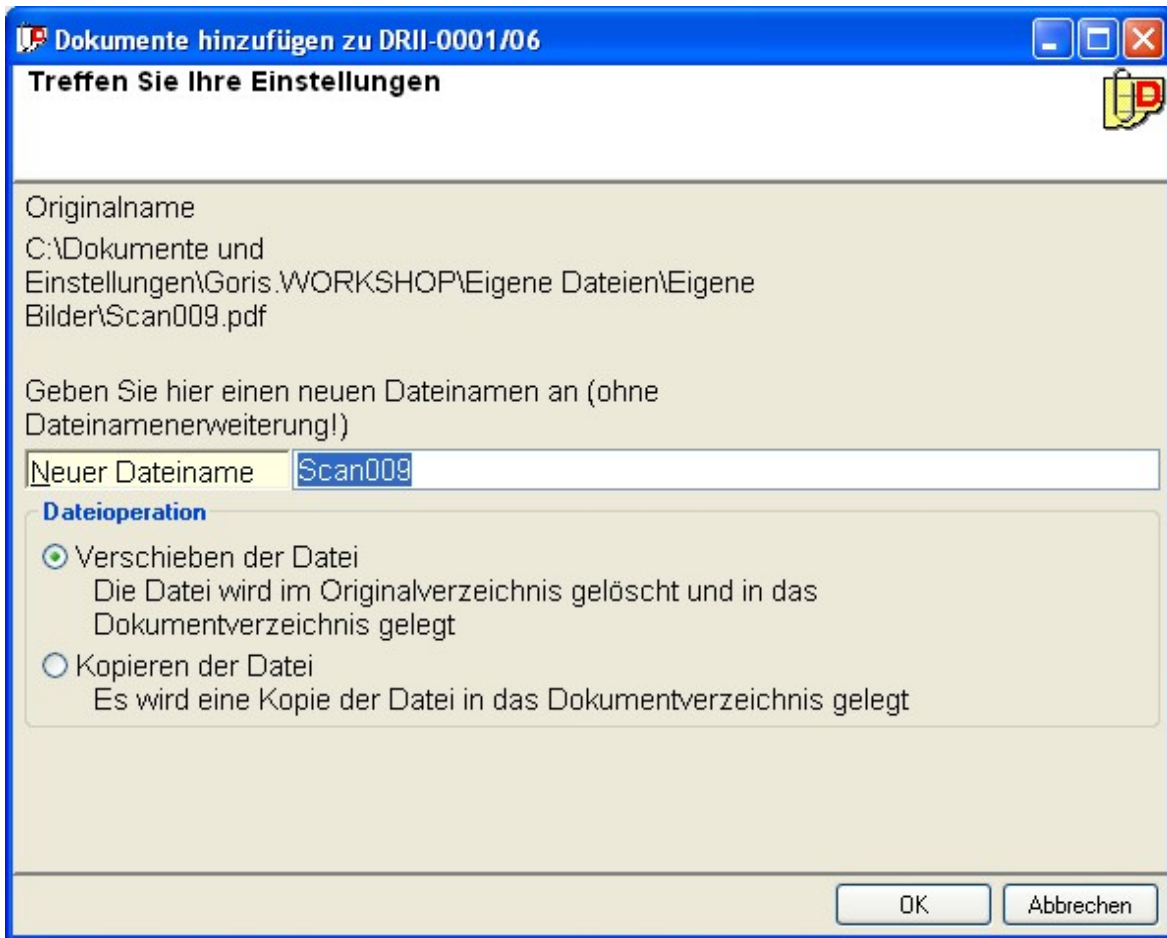 Dokumente hinzufügen zu DRII-0001/06
Treffen Sie Ihre Einstellungen
D
Originalname
C:\Dokumente und
Einstellungen\Goris.WORKSHOP\Eigene Dateien\Eigene
Bilder\Scan009.pdf
Geben Sie hier einen neuen Dateinamen an (ohne
Dateinamenerweiterung!)
Neuer Dateiname Scan009
Dateioperation
Verschieben der Datei
Die Datei wird im Originalverzeichnis gelöscht und in das
Dokumentverzeichnis gelegt
Kopieren der Datei
Es wird eine Kopie der Datei in das Dokumentverzeichnis gelegt
OK Abbrechen